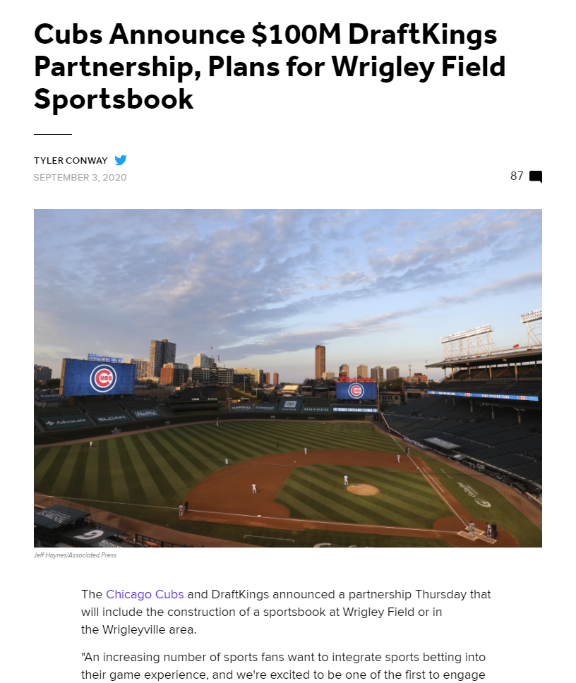 Cubs Announce $100M DraftKings
Partnership, Plans for Wrigley Field
Sportsbook
TYLER CONWAY
SEPTEMBER 3, 2020
87
Advocate
Jeff Haynes/Associated Press
The Chicago Cubs and DraftKings announced a partnership Thursday that
will include the construction of a sportsbook at Wrigley Field or in
the Wrigleyville area.
"An increasing number of sports fans want to integrate sports betting into
their game experience, and we're excited to be one of the first to engage